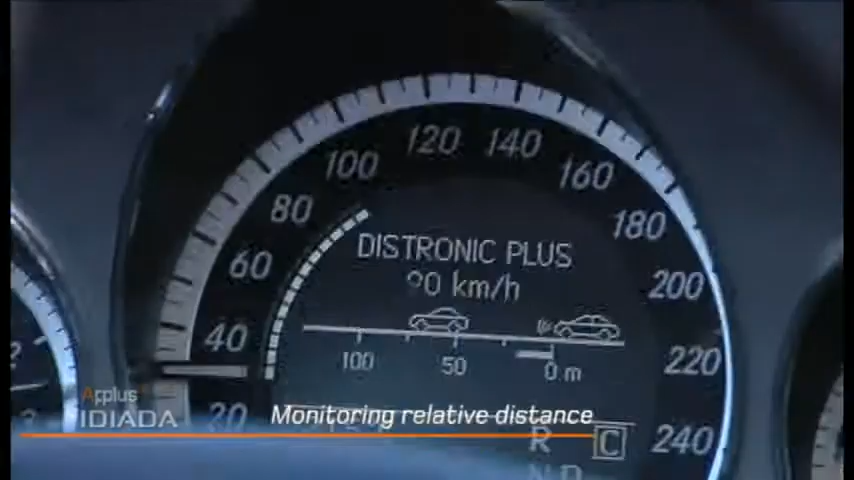 120 140
100 160
80 180
DISTRONIC PLUS
60 90 km/h 200
40 100 50 0 m 220
Applus
IDIADA
20 Monitoring relative distance 240
R C
N D